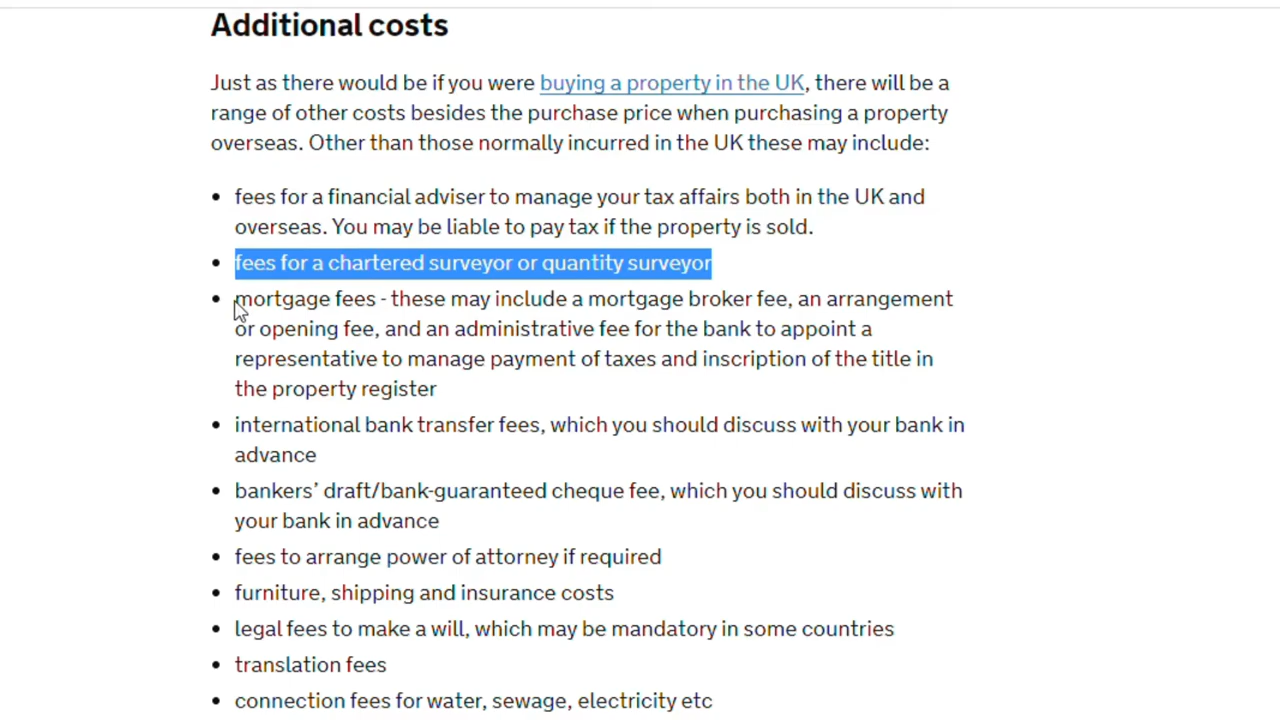 Additional costs
Just as there would be if you were buying a property in the UK, there will be a
range of other costs besides the purchase price when purchasing a property
overseas. Other than those normally incurred in the UK these may include:
• fees for a financial adviser to manage your tax affairs both in the UK and
overseas. You may be liable to pay tax if the property is sold.
• fees for a chartered surveyor or quantity surveyor
• mortgage fees - these may include a mortgage broker fee, an arrangement
or opening fee, and an administrative fee for the bank to appoint a
representative to manage payment of taxes and inscription of the title in
the property register
• international bank transfer fees, which you should discuss with your bank in
advance
• bankers’ draft/bank-guaranteed cheque fee, which you should discuss with
your bank in advance
• fees to arrange power of attorney if required
• furniture, shipping and insurance costs
• legal fees to make a will, which may be mandatory in some countries
• translation fees
• connection fees for water, sewage, electricity etc